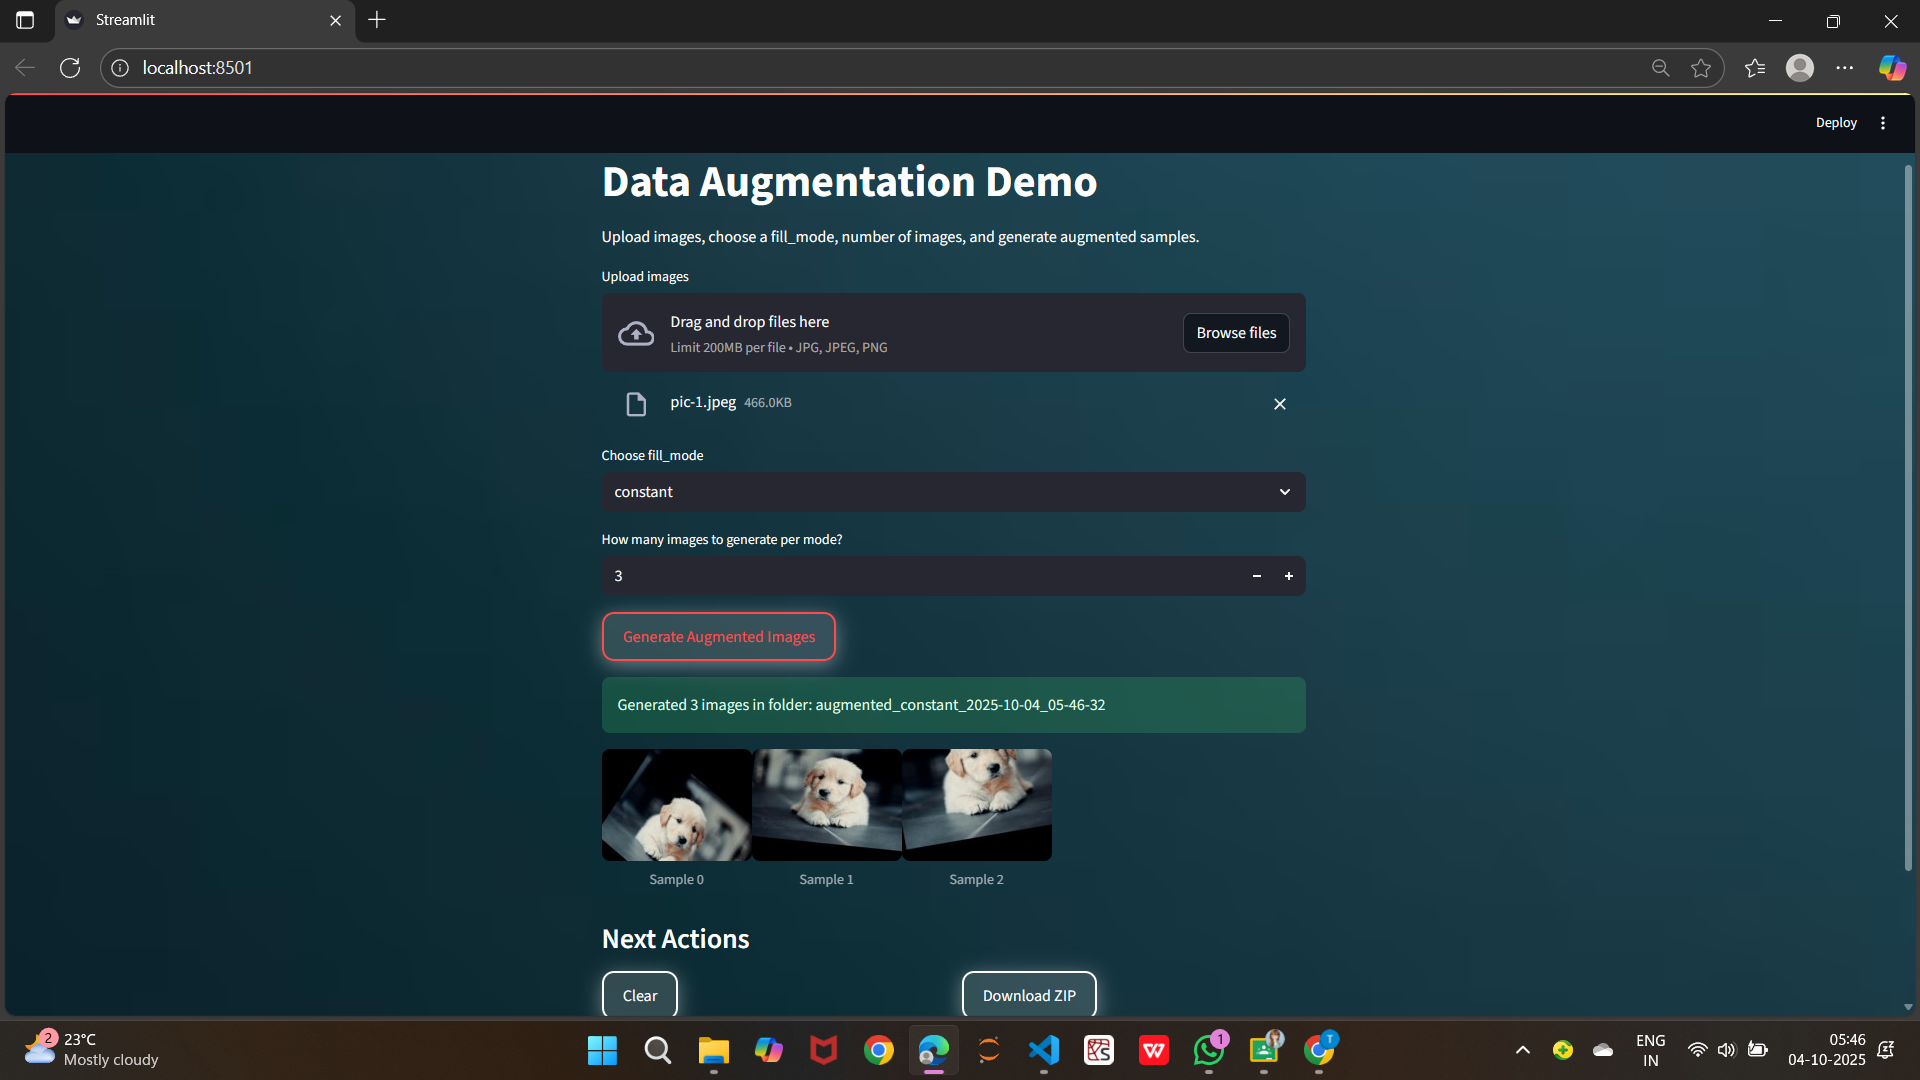 Streamlit
localhost:8501
Deploy
Data Augmentation Demo
Upload images, choose a fill_mode, number of images, and generate augmented samples.
Upload images
Drag and drop files here
Limit 200MB per file • JPG, JPEG, PNG
Browse files
pic-1.jpeg 466.0KB
Choose fill_mode
constant
How many images to generate per mode?
3
Generate Augmented Images
Generated 3 images in folder: augmented_constant_2025-10-04_05-46-32
Sample 0 Sample 1 Sample 2
Next Actions
Clear
Download ZIP
2
23°C
Mostly cloudy
W
1
T
ENG
IN
05:46
04-10-2025